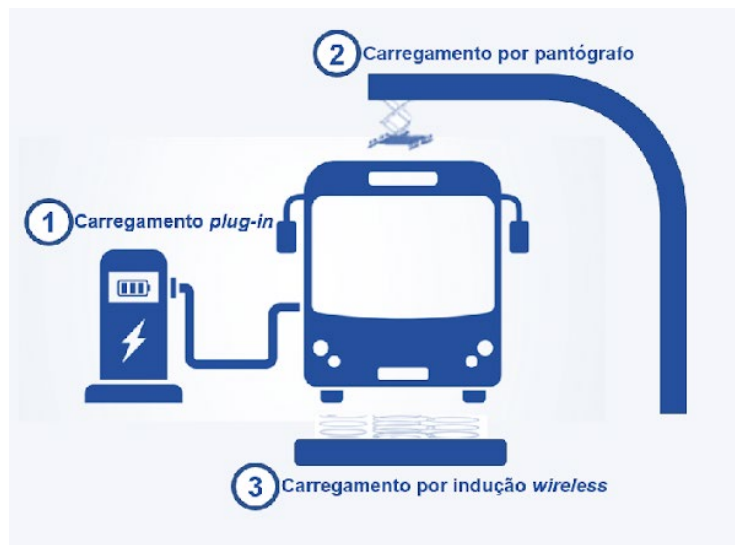 2 Carregamento por pantógrafo
1 Carregamento plug-in
3 Carregamento por indução wireless